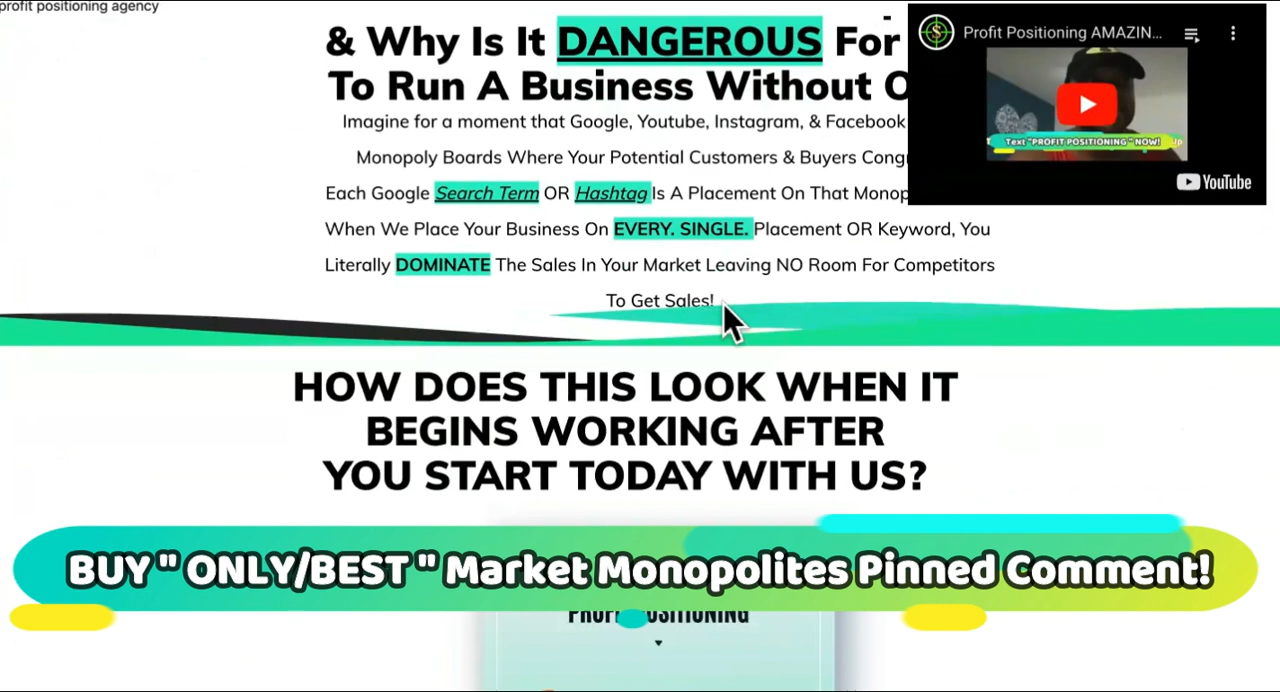 profit positioning agency
& Why Is It DANGEROUS For
To Run A Business Without
Imagine for a moment that Google, Youtube, Instagram, & Facebook
Monopoly Boards Where Your Potential Customers & Buyers
Each Google Search Term OR Hashtag Is A Placement On That
When We Place Your Business On EVERY. SINGLE. Placement OR Keyword, You
Literally DOMINATE The Sales In Your Market Leaving NO Room For Competitors
To Get Sales!
Profit Positioning AMAZIN...
Text "PROFIT POSITIONING" NOW!
YouTube
HOW DOES THIS LOOK WHEN IT
BEGINS WORKING AFTER
YOU START TODAY WITH US?
BUY " ONLY/BEST " Market Monopolites Pinned Comment!
PROFIT POSITIONING